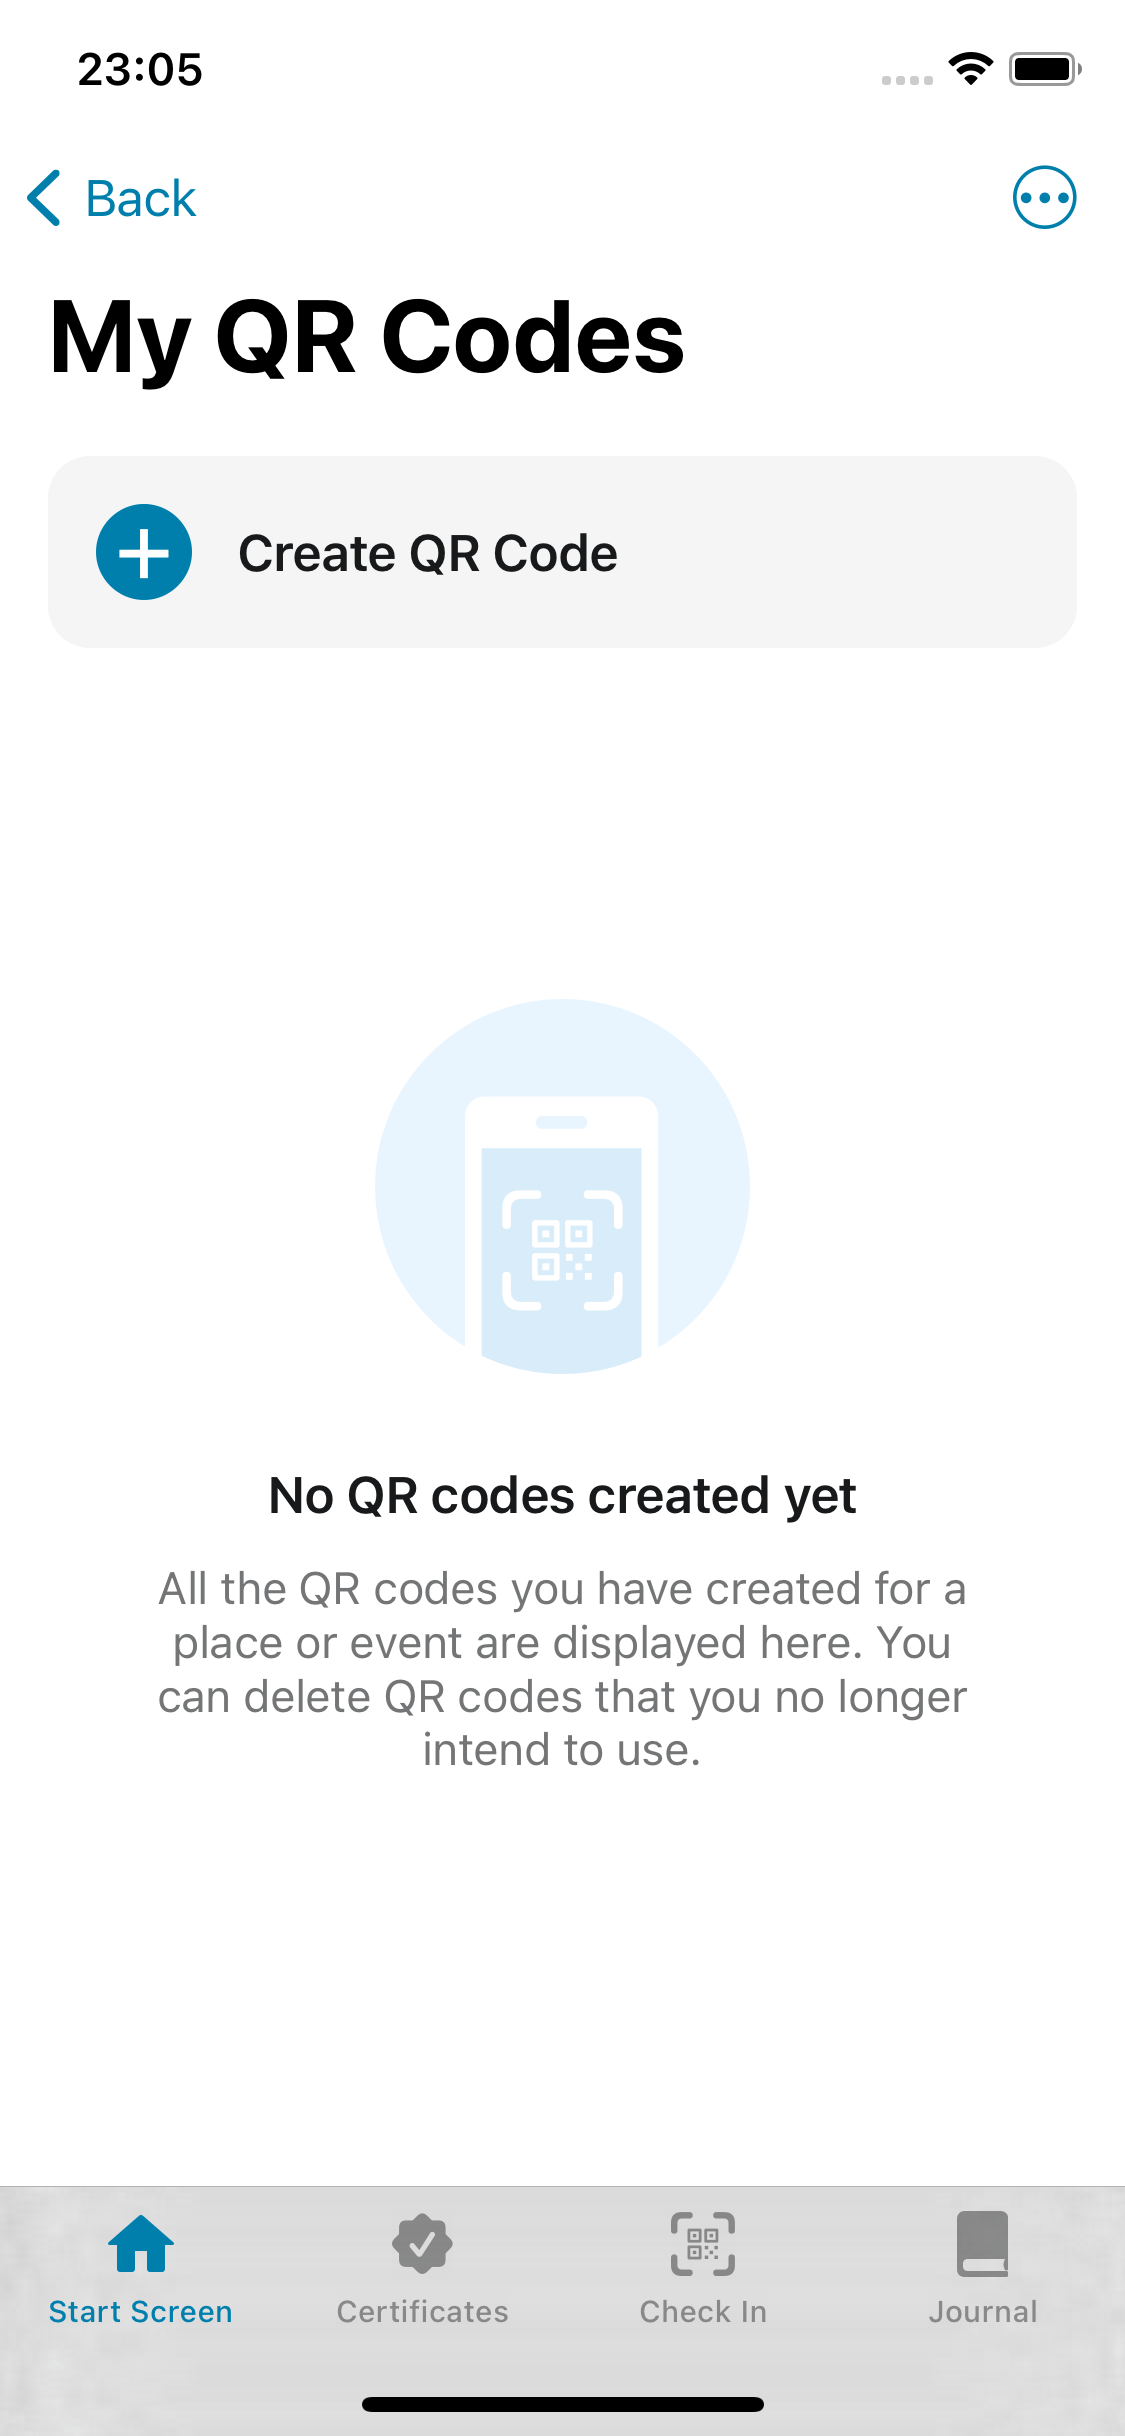 23:05
Back
My QR Codes
Create QR Code
No QR codes created yet
All the QR codes you have created for a
place or event are displayed here. You
can delete QR codes that you no longer
intend to use.
Start Screen
Certificates
Check In
Journal